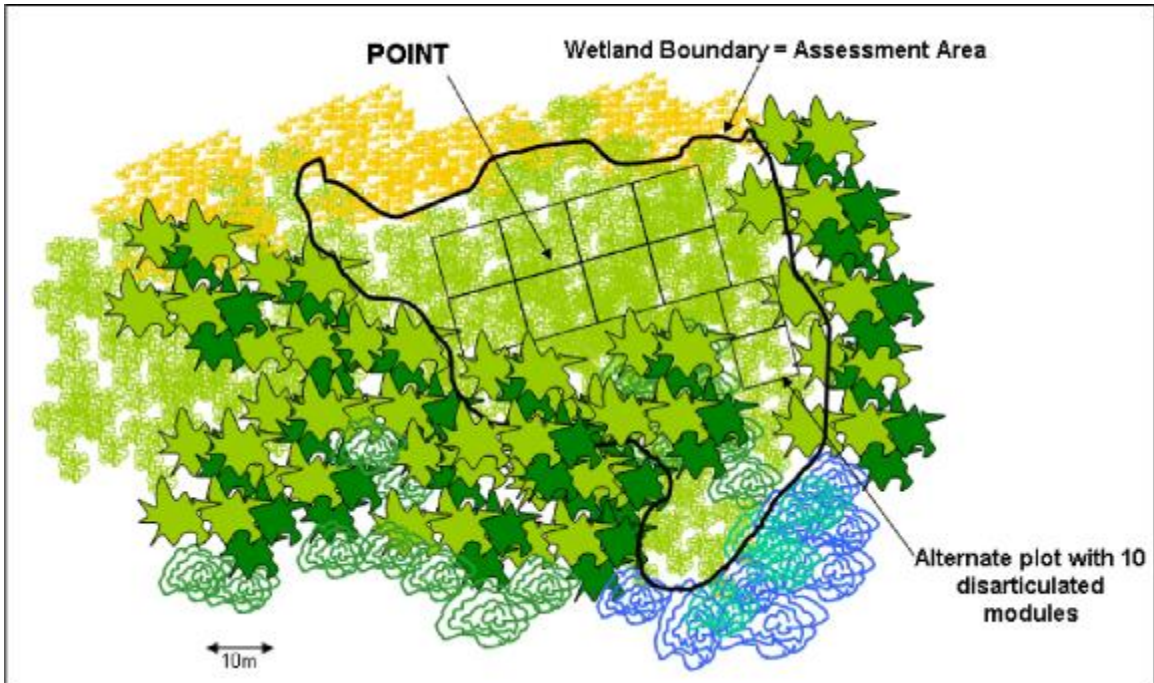 POINT
Wetland Boundary = Assessment Area
Alternate plot with 10
disarticulated
modules
10m